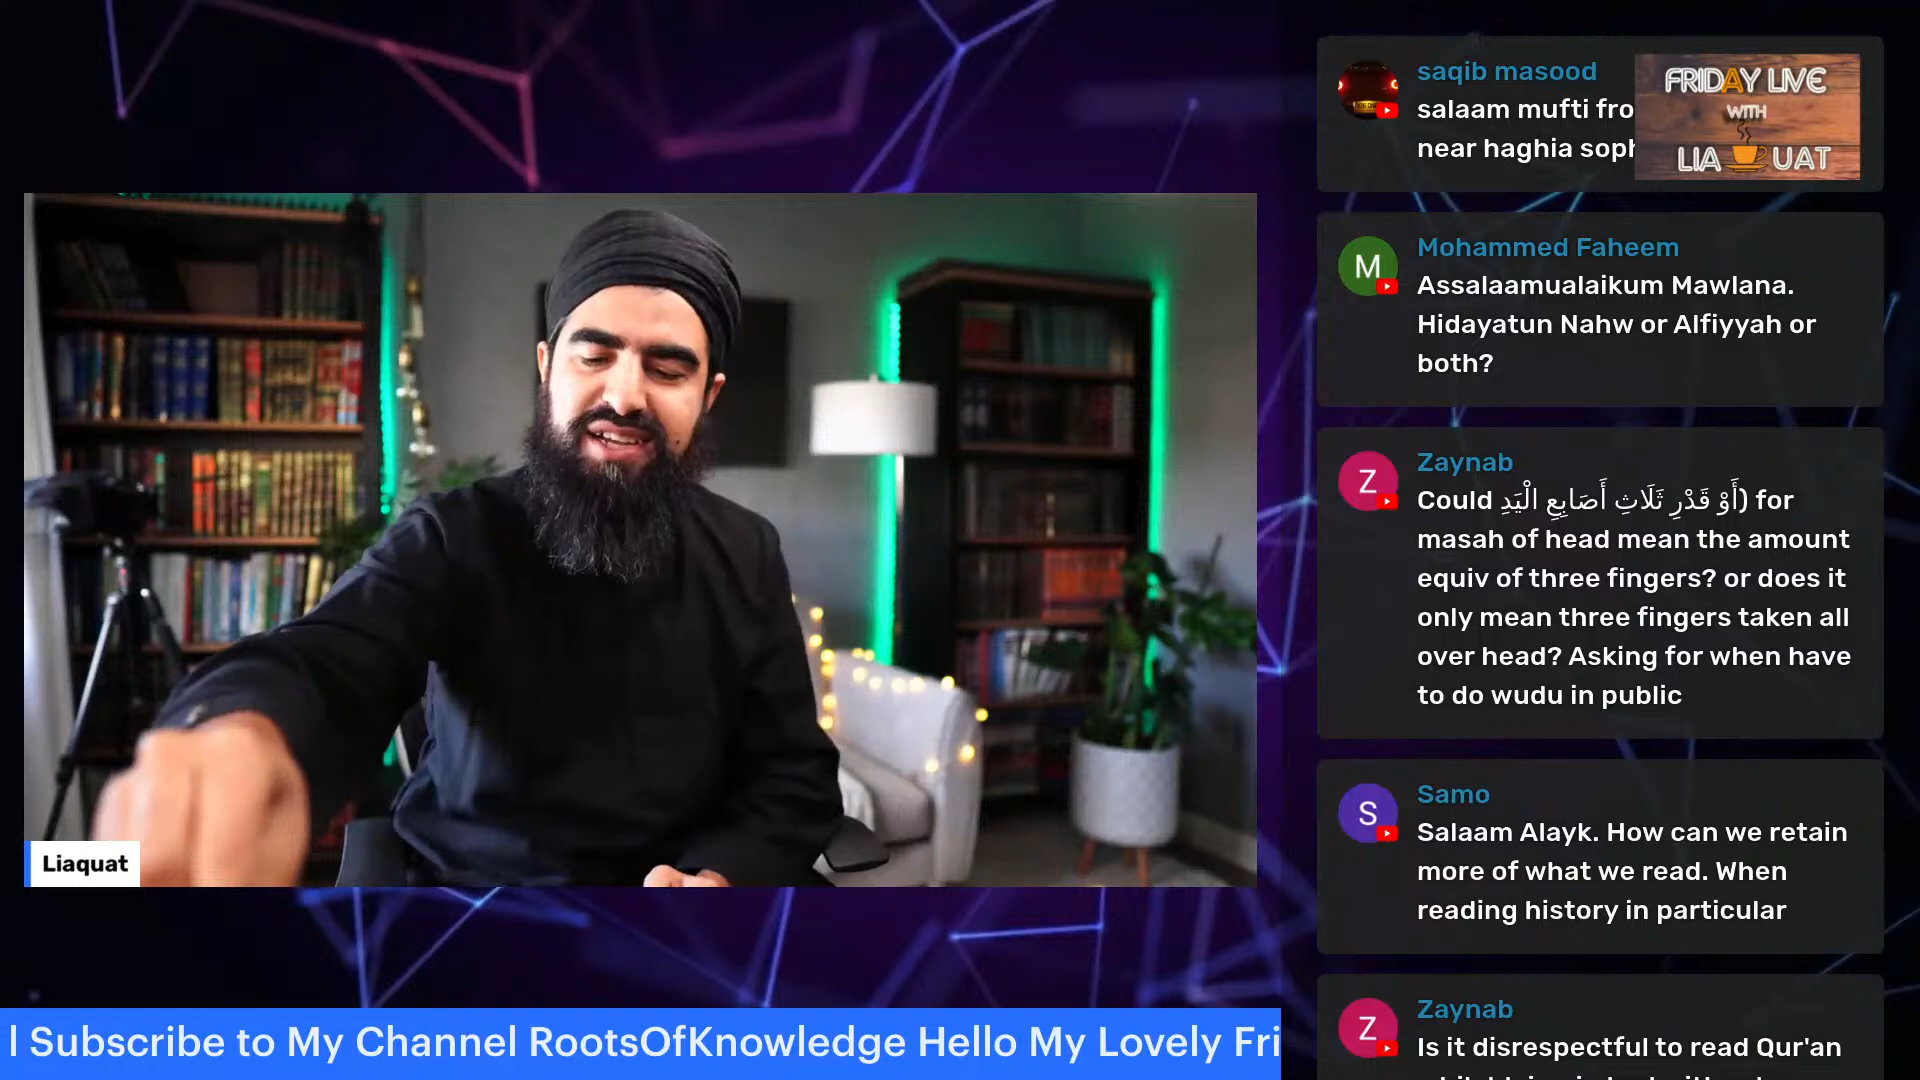 saqib masood
salaam mufti fro
near haghia soph
FRIDAY LIVE
WITH
LIA UAT
Mohammed Faheem
Assalaamualaikum Mawlana.
Hidayatun Nahw or Alfiyyah or
both?
Zaynab
Could أَوْ قَدْرِ ثَلَاثِ أَصَابِعِ الْيَدِ) for
masah of head mean the amount
equiv of three fingers? or does it
only mean three fingers taken all
over head? Asking for when have
to do wudu in public
Samo
Salaam Alayk. How can we retain
more of what we read. When
reading history in particular
Zaynab
Is it disrespectful to read Qur'an
Liaquat
l Subscribe to My Channel RootsOfKnowledge Hello My Lovely Fri